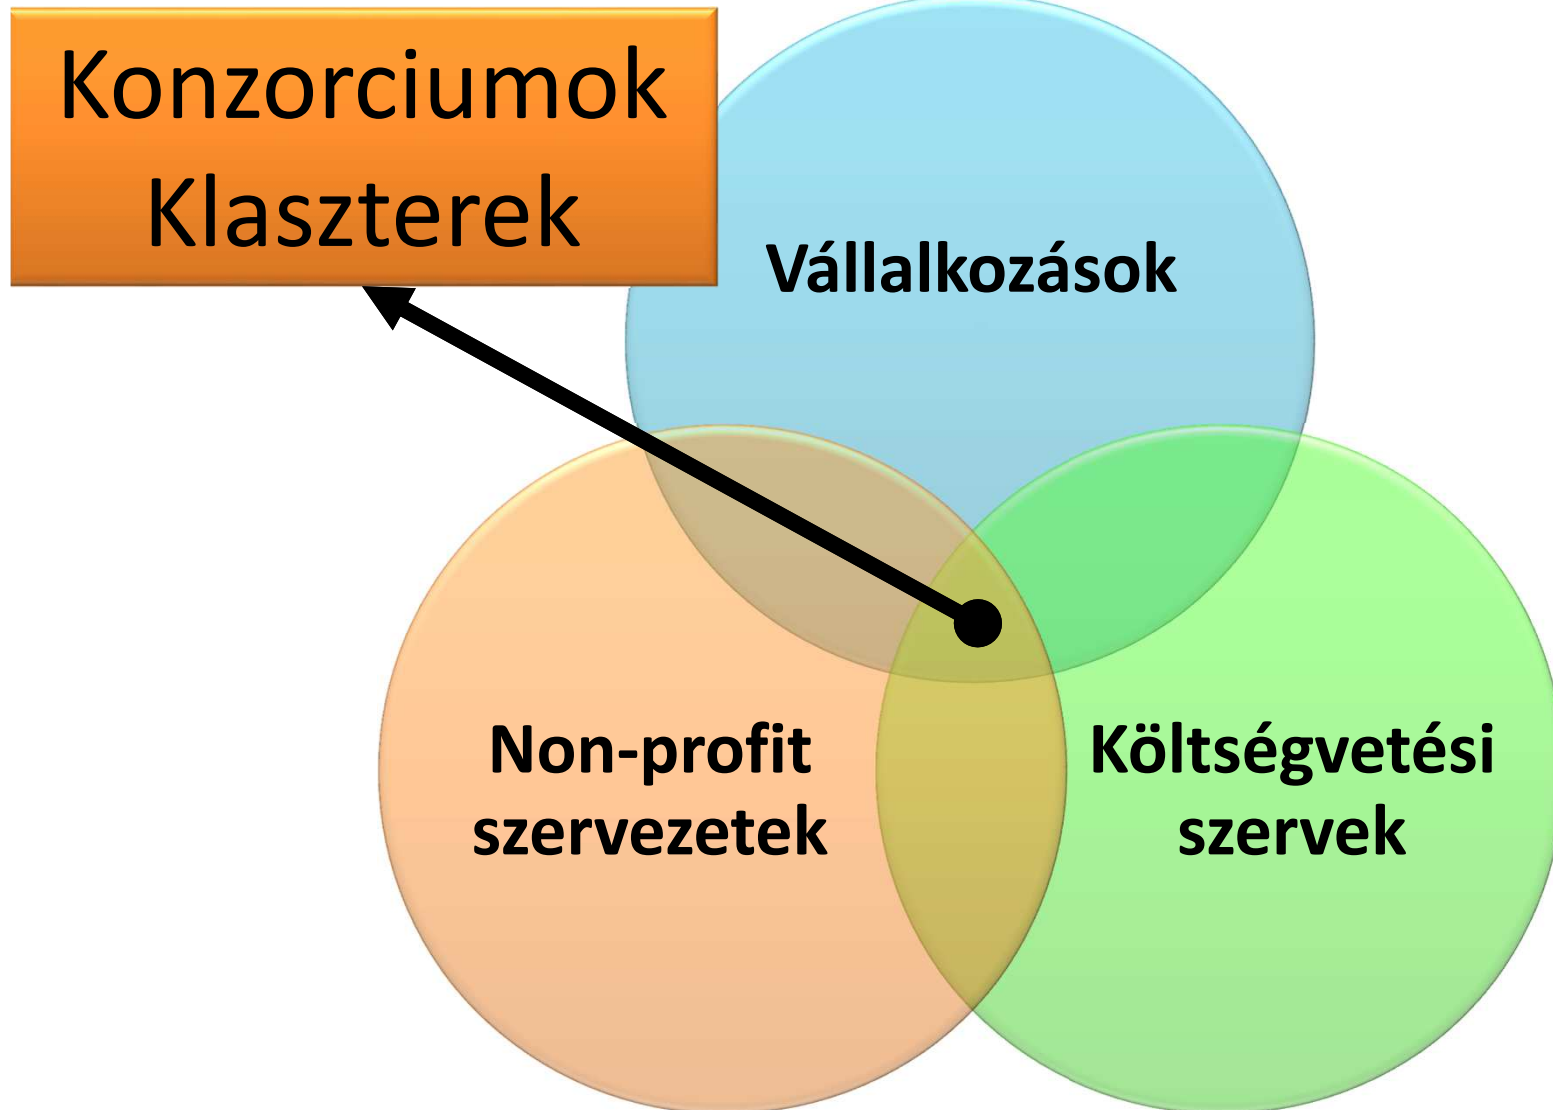 Konzorciumok
Klaszterek
Vállalkozások
Non-profit
szervezetek
Költségvetési
szervek